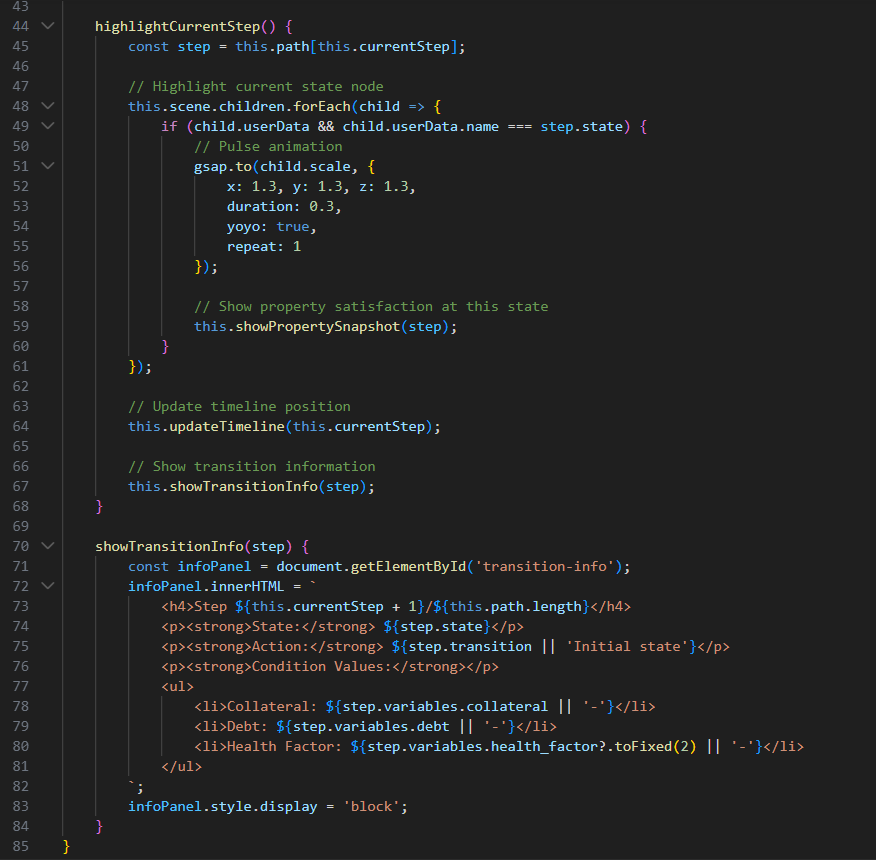 43
44 highlightCurrentStep() {
45 const step = this.path[this.currentStep];
46
47 // Highlight current state node
48 this.scene.children.forEach(child => {
49 if (child.userData && child.userData.name === step.state) {
50 // Pulse animation
51 gsap.to(child.scale, {
52 x: 1.3, y: 1.3, z: 1.3,
53 duration: 0.3,
54 yoyo: true,
55 repeat: 1
56 });
57
58 // Show property satisfaction at this state
59 this.showPropertySnapshot(step);
60 }
61 });
62
63 // Update timeline position
64 this.updateTimeline(this.currentStep);
65
66 // Show transition information
67 this.showTransitionInfo(step);
68 }
69
70 showTransitionInfo(step) {
71 const infoPanel = document.getElementById('transition-info');
72 infoPanel.innerHTML = `
73 <h4>Step ${this.currentStep + 1}/${this.path.length}</h4>
74 <p><strong>State:</strong> ${step.state}</p>
75 <p><strong>Action:</strong> ${step.transition || 'Initial state'}</p>
76 <p><strong>Condition Values:</strong></p>
77 <ul>
78 <li>Collateral: ${step.variables.collateral || '-'}</li>
79 <li>Debt: ${step.variables.debt || '-'}</li>
80 <li>Health Factor: ${step.variables.health_factor?.toFixed(2) || '-'}</li>
81 </ul>
82 `;
83 infoPanel.style.display = 'block';
84 }
85 }